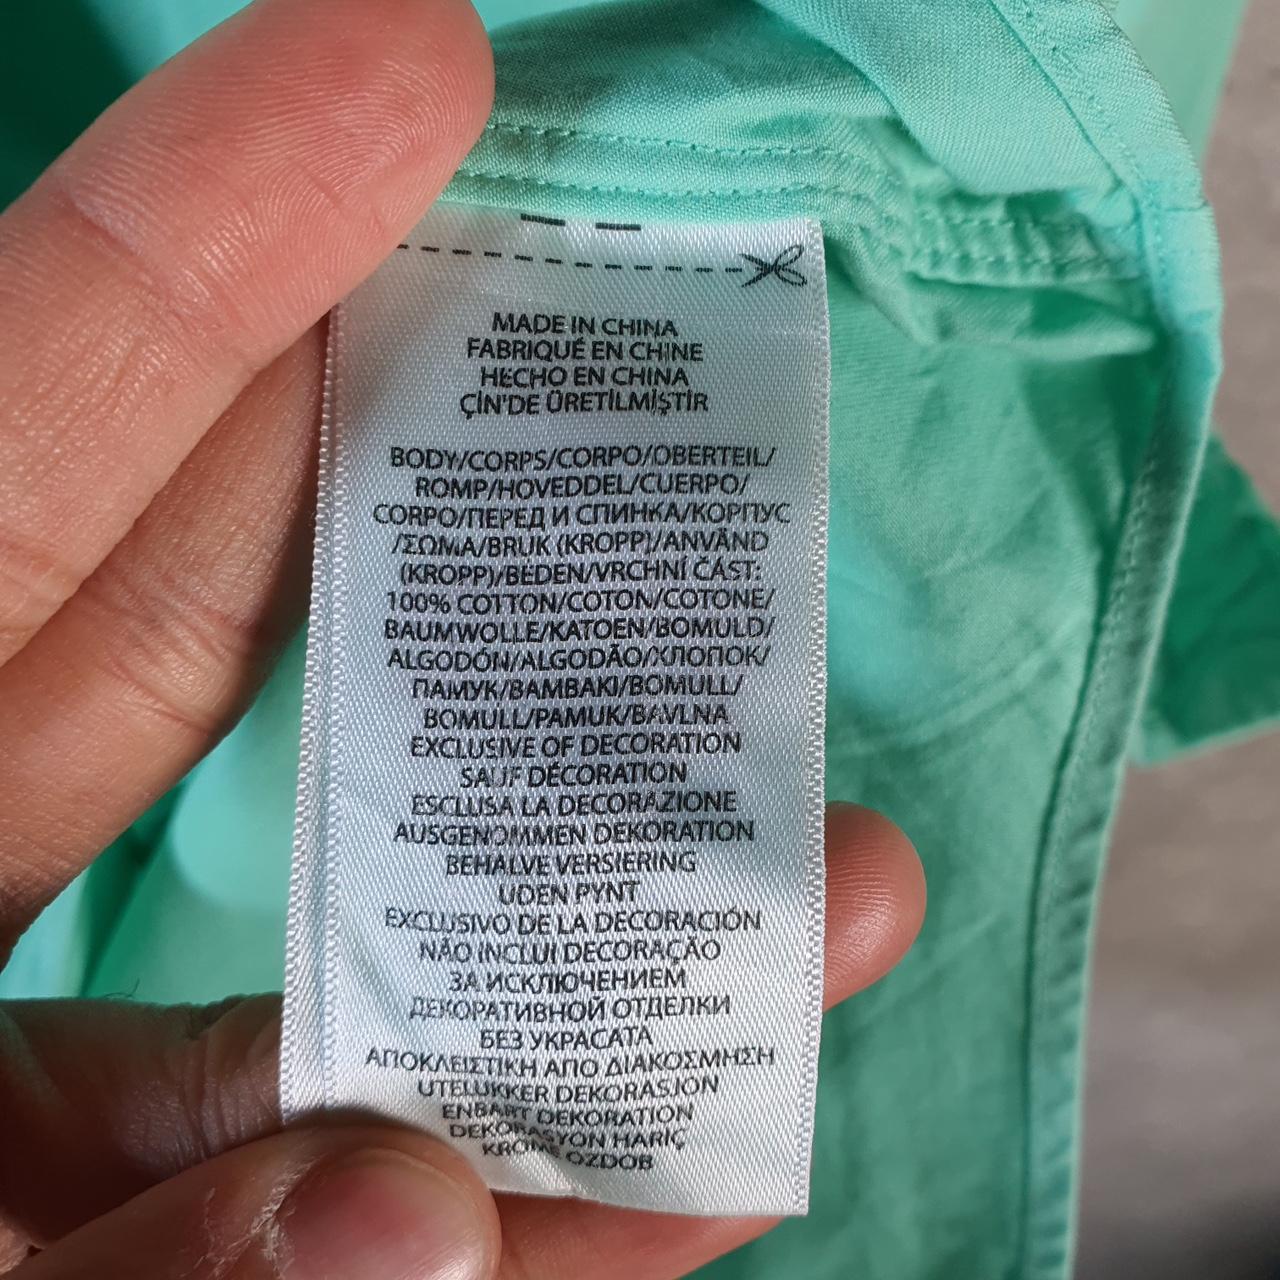 MADE IN CHINA
FABRIQUÉ EN CHINE
HECHO EN CHINA
ÇİN'DE ÜRETİLMİŞTİR
BODY/CORPS/CORPO/OBERTEIL/
ROMP/HOVEDDEL/CUERPO/
CORPO/ПЕРЕД И СПИНКА/КОРПУС
/ΣΩΜΑ/BRUK (KROPP)/ANVÄND
(KROPP)/BEDEN/VRCHNÍ ČÁST:
100% COTTON/COTON/COTONE/
BAUMWOLLE/KATOEN/BOMULD/
ALGODÓN/ALGODÃO/ХЛОПОК/
ПАМУК/ΒΑΜΒΑΚΙ/BOMULL/
BOMULL/PAMUK/BAVLNA
EXCLUSIVE OF DECORATION
SAUF DÉCORATION
ESCLUSA LA DECORAZIONE
AUSGENOMMEN DEKORATION
BEHALVE VERSIERING
UDEN PYNT
EXCLUSIVO DE LA DECORACIÓN
NÃO INCLUI DECORAÇÃO
ЗА ИСКЛЮЧЕНИЕМ
ДЕКОРАТИВНОЙ ОТДЕЛКИ
БЕЗ УКРАСАТА
ΑΠΟΚΛΕΙΣΤΙΚΗ ΑΠΟ ΔΙΑΚΟΣΜΗΣΗ
UTELUKKER DEKORASJON
ENBART DEKORATION
DEKORASYON HARIÇ
KROMĚ OZDOB